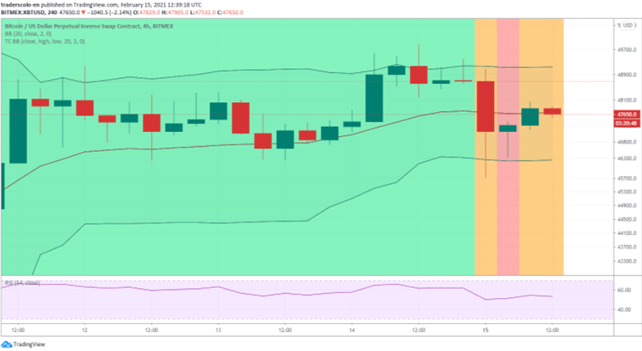 traderscolo-en published on TradingView.com, February 15, 2021 12:39:18 UTC
BITMEX:XBTUSD, 240 47650.0 ▼ −1040.5 (−2.14%) O:47829.0 H:47905.0 L:47532.0 C:47650.0
Bitcoin / US Dollar Perpetual Inverse Swap Contract, 4h, BITMEX
BB (20, close, 2, 0)
TC BB (close, high, low, 20, 2, 0)
USD
49700.0
48900.0
48100.0
47650.0
03:20:48
46800.0
46100.0
45700.0
45200.0
44500.0
43900.0
43300.0
RSI (14, close)
60.00
40.00
12:00 12 12:00 13 12:00 14 12:00 15 12:00
TradingView